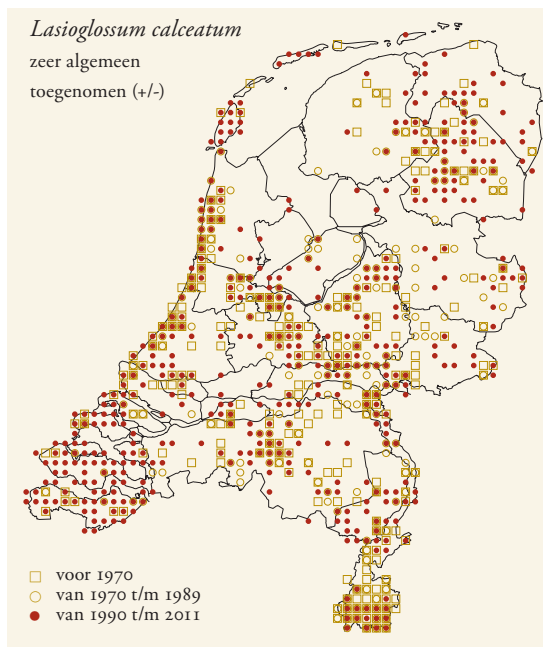 Lasioglossum calceatum
zeer algemeen
toegenomen (+/-)
voor 1970
van 1970 t/m 1989
van 1990 t/m 2011